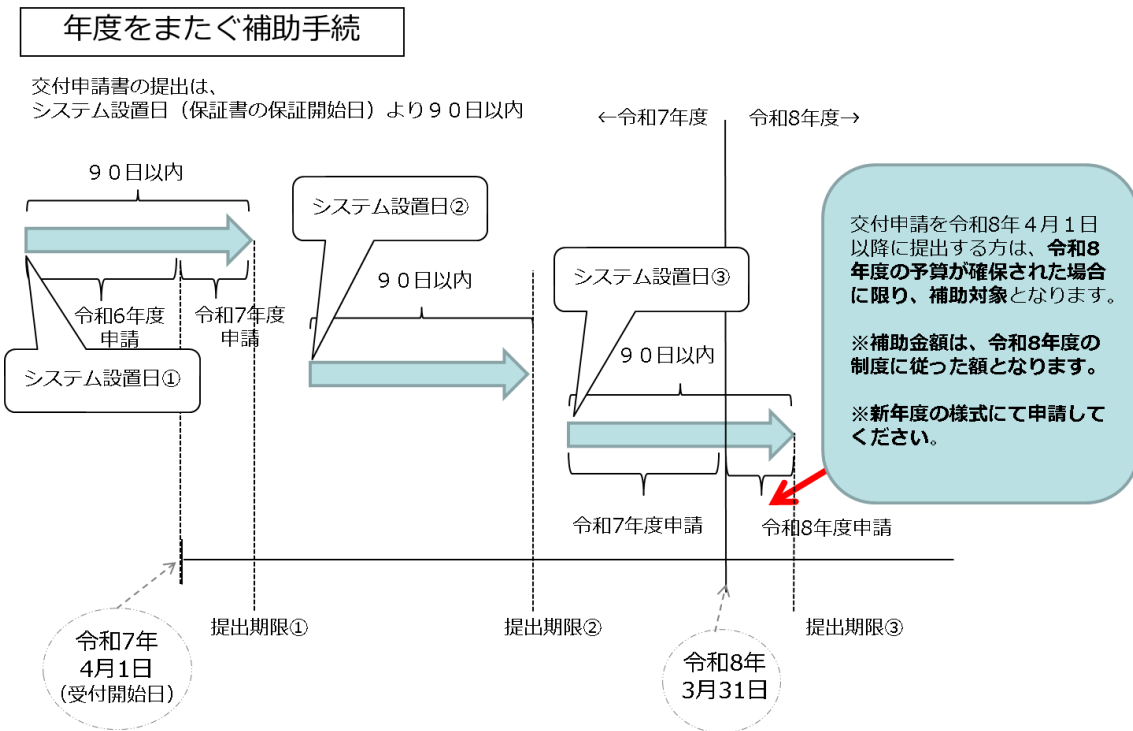 年度をまたぐ補助手続
交付申請書の提出は、
システム設置日（保証書の保証開始日）より９０日以内
←令和7年度
令和8年度→
９０日以内
システム設置日②
令和6年度
申請
令和7年度
申請
システム設置日①
９０日以内
システム設置日③
９０日以内
交付申請を令和8年４月１日
以降に提出する方は、令和8
年度の予算が確保された場合
に限り、補助対象となります。
※補助金額は、令和8年度の
制度に従った額となります。
※新年度の様式にて申請して
ください。
令和7年度申請
令和8年度申請
提出期限①
提出期限②
提出期限③
令和7年
4月1日
（受付開始日）
令和8年
3月31日